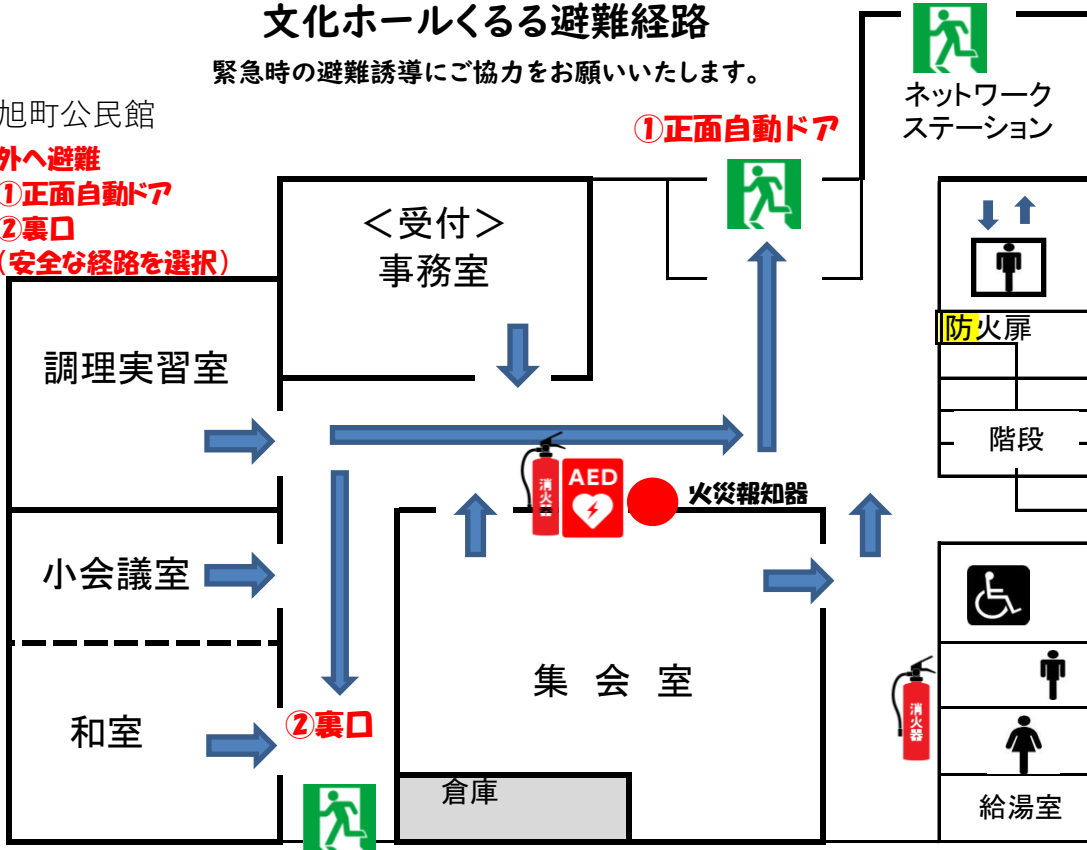 文化ホールくるる避難経路
緊急時の避難誘導にご協力をお願いいたします。
旭町公民館
外へ避難
①正面自動ドア
②裏口
(安全な経路を選択)
①正面自動ドア
ネットワーク
ステーション
<受付>
事務室
防火扉
調理実習室
階段
消火器
AED
火災報知器
小会議室
集会室
和室
②裏口
消火器
倉庫
給湯室